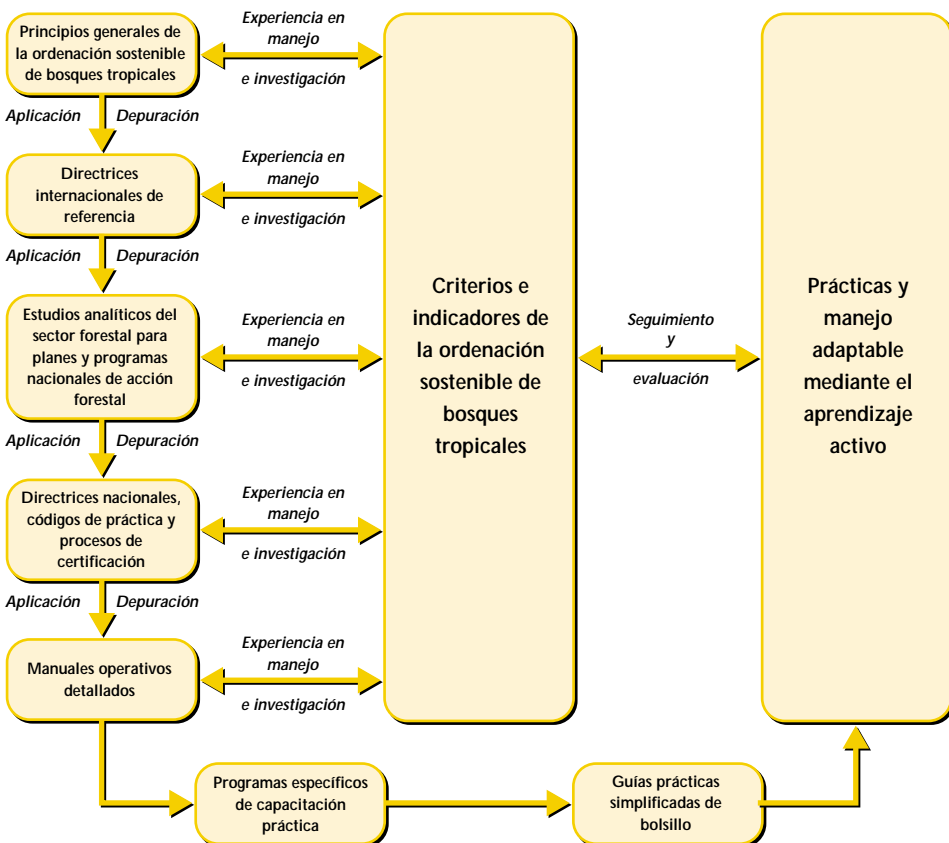 Principios generales de
la ordenación sostenible
de bosques tropicales
Experiencia en
manejo
e investigación
Aplicación
Depuración
Directrices
internacionales de
referencia
Experiencia en
manejo
e investigación
Aplicación
Depuración
Estudios analíticos del
sector forestal para
planes y programas
nacionales de acción
forestal
Experiencia en
manejo
e investigación
Aplicación
Depuración
Directrices nacionales,
códigos de práctica y
procesos de
certificación
Experiencia en
manejo
e investigación
Aplicación
Depuración
Manuales operativos
detallados
Experiencia en
manejo
e investigación
Criterios e
indicadores de
la ordenación
sostenible de
bosques
tropicales
Seguimiento
y
evaluación
Prácticas y
manejo
adaptable
mediante el
aprendizaje
activo
Programas específicos
de capacitación
práctica
Guías prácticas
simplificadas de
bolsillo